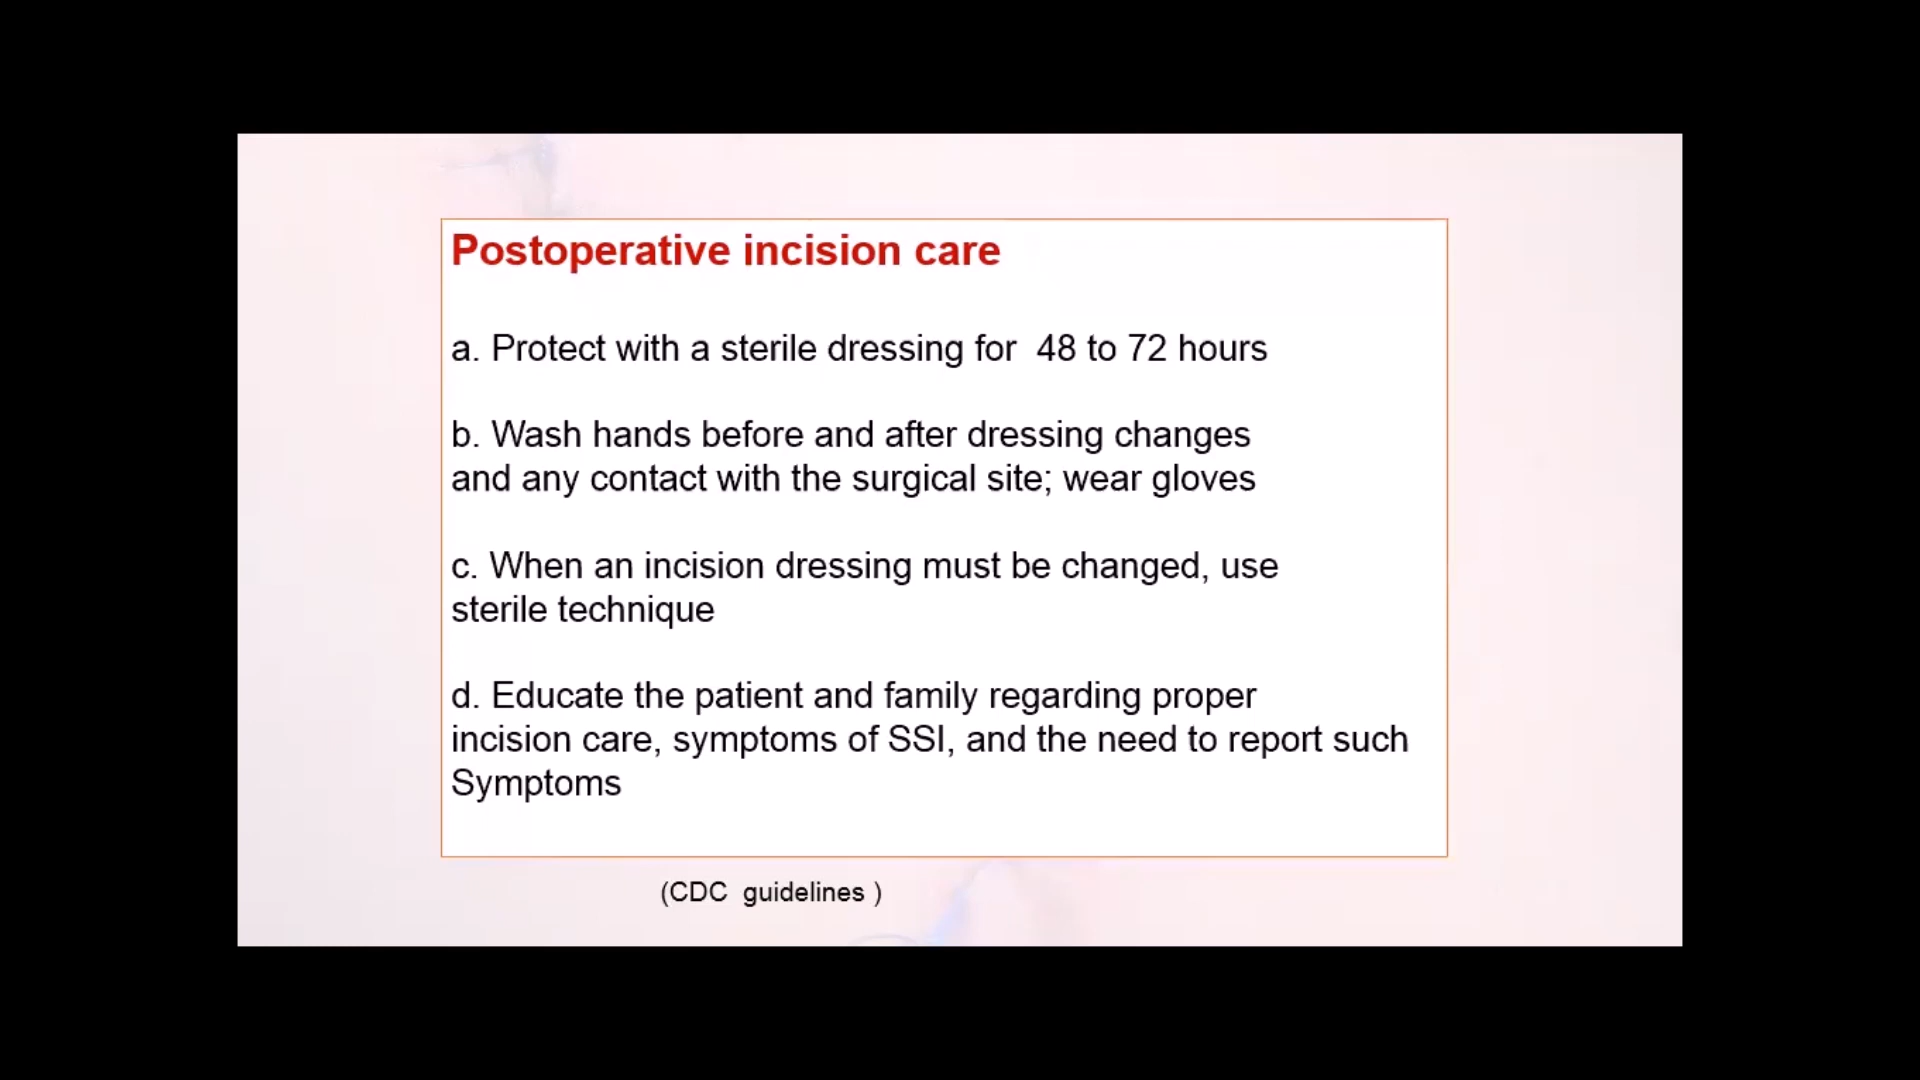 Postoperative incision care
a. Protect with a sterile dressing for  48 to 72 hours
b. Wash hands before and after dressing changes
and any contact with the surgical site; wear gloves
c. When an incision dressing must be changed, use
sterile technique
d. Educate the patient and family regarding proper
incision care, symptoms of SSI, and the need to report such
Symptoms
(CDC  guidelines )